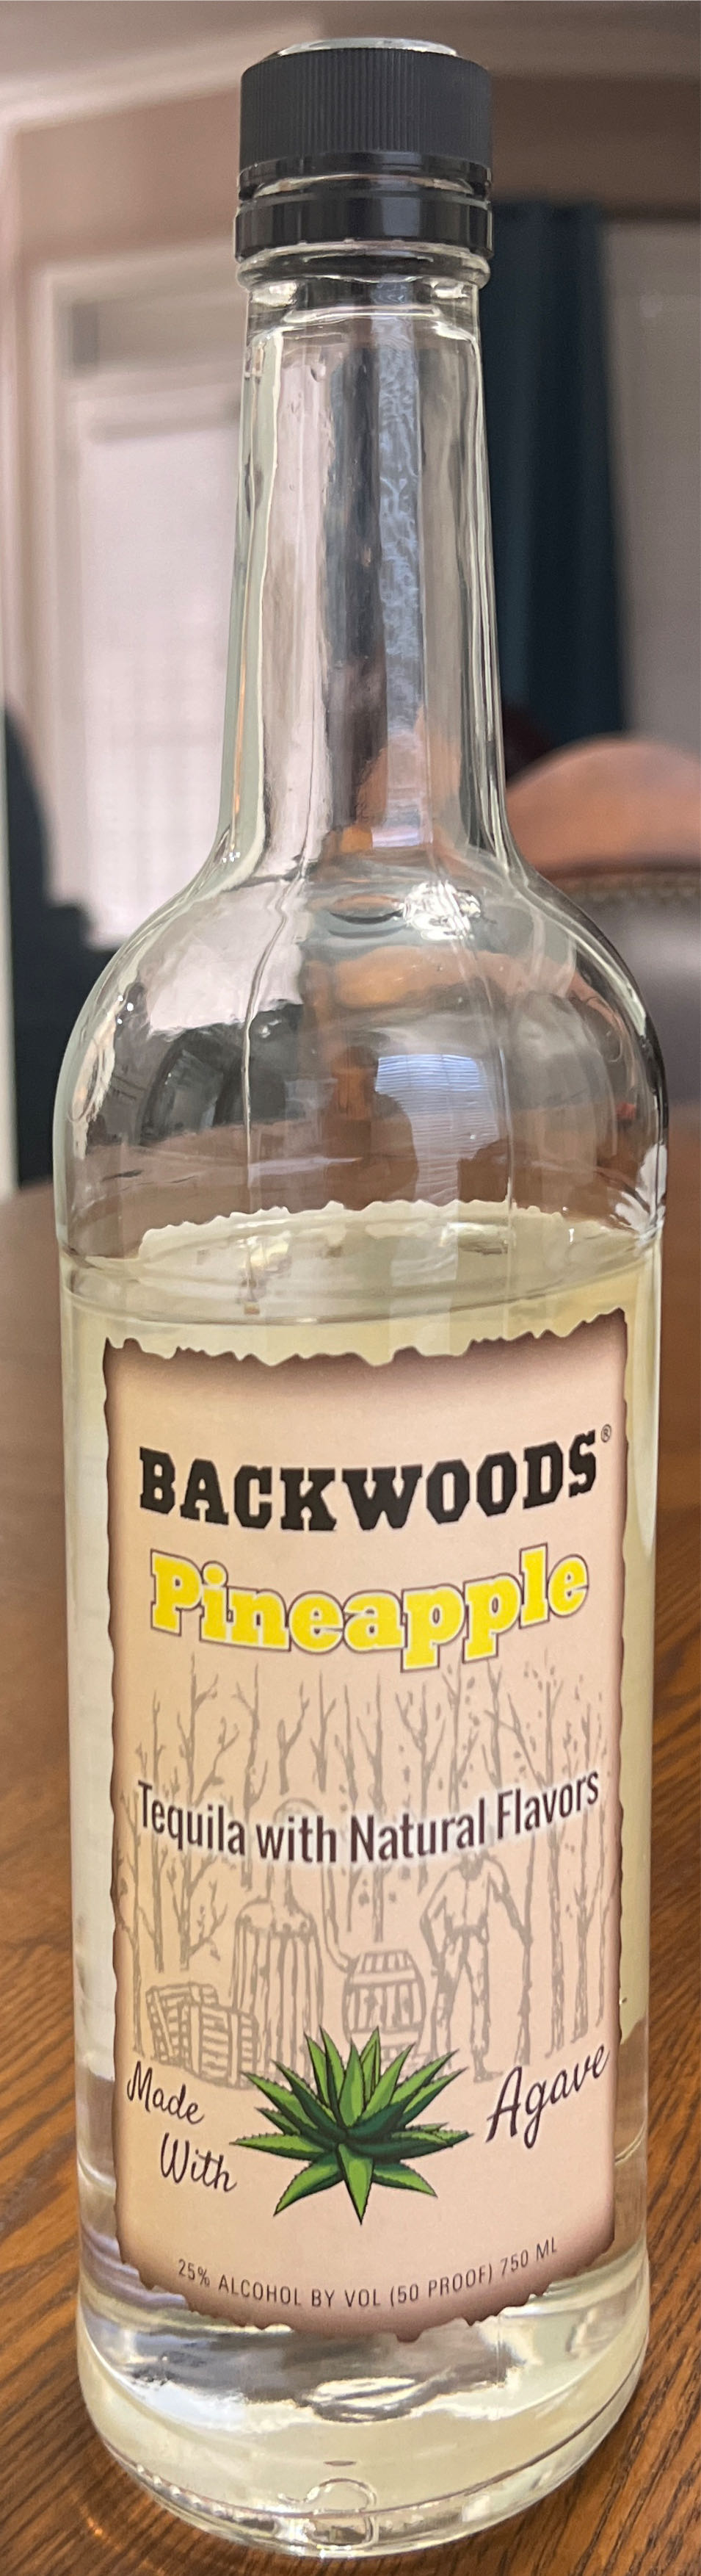 BACKWOODS®
Pineapple
Tequila with Natural Flavors
Made
With
Agave
25% ALCOHOL BY VOL (50 PROOF) 750 ML